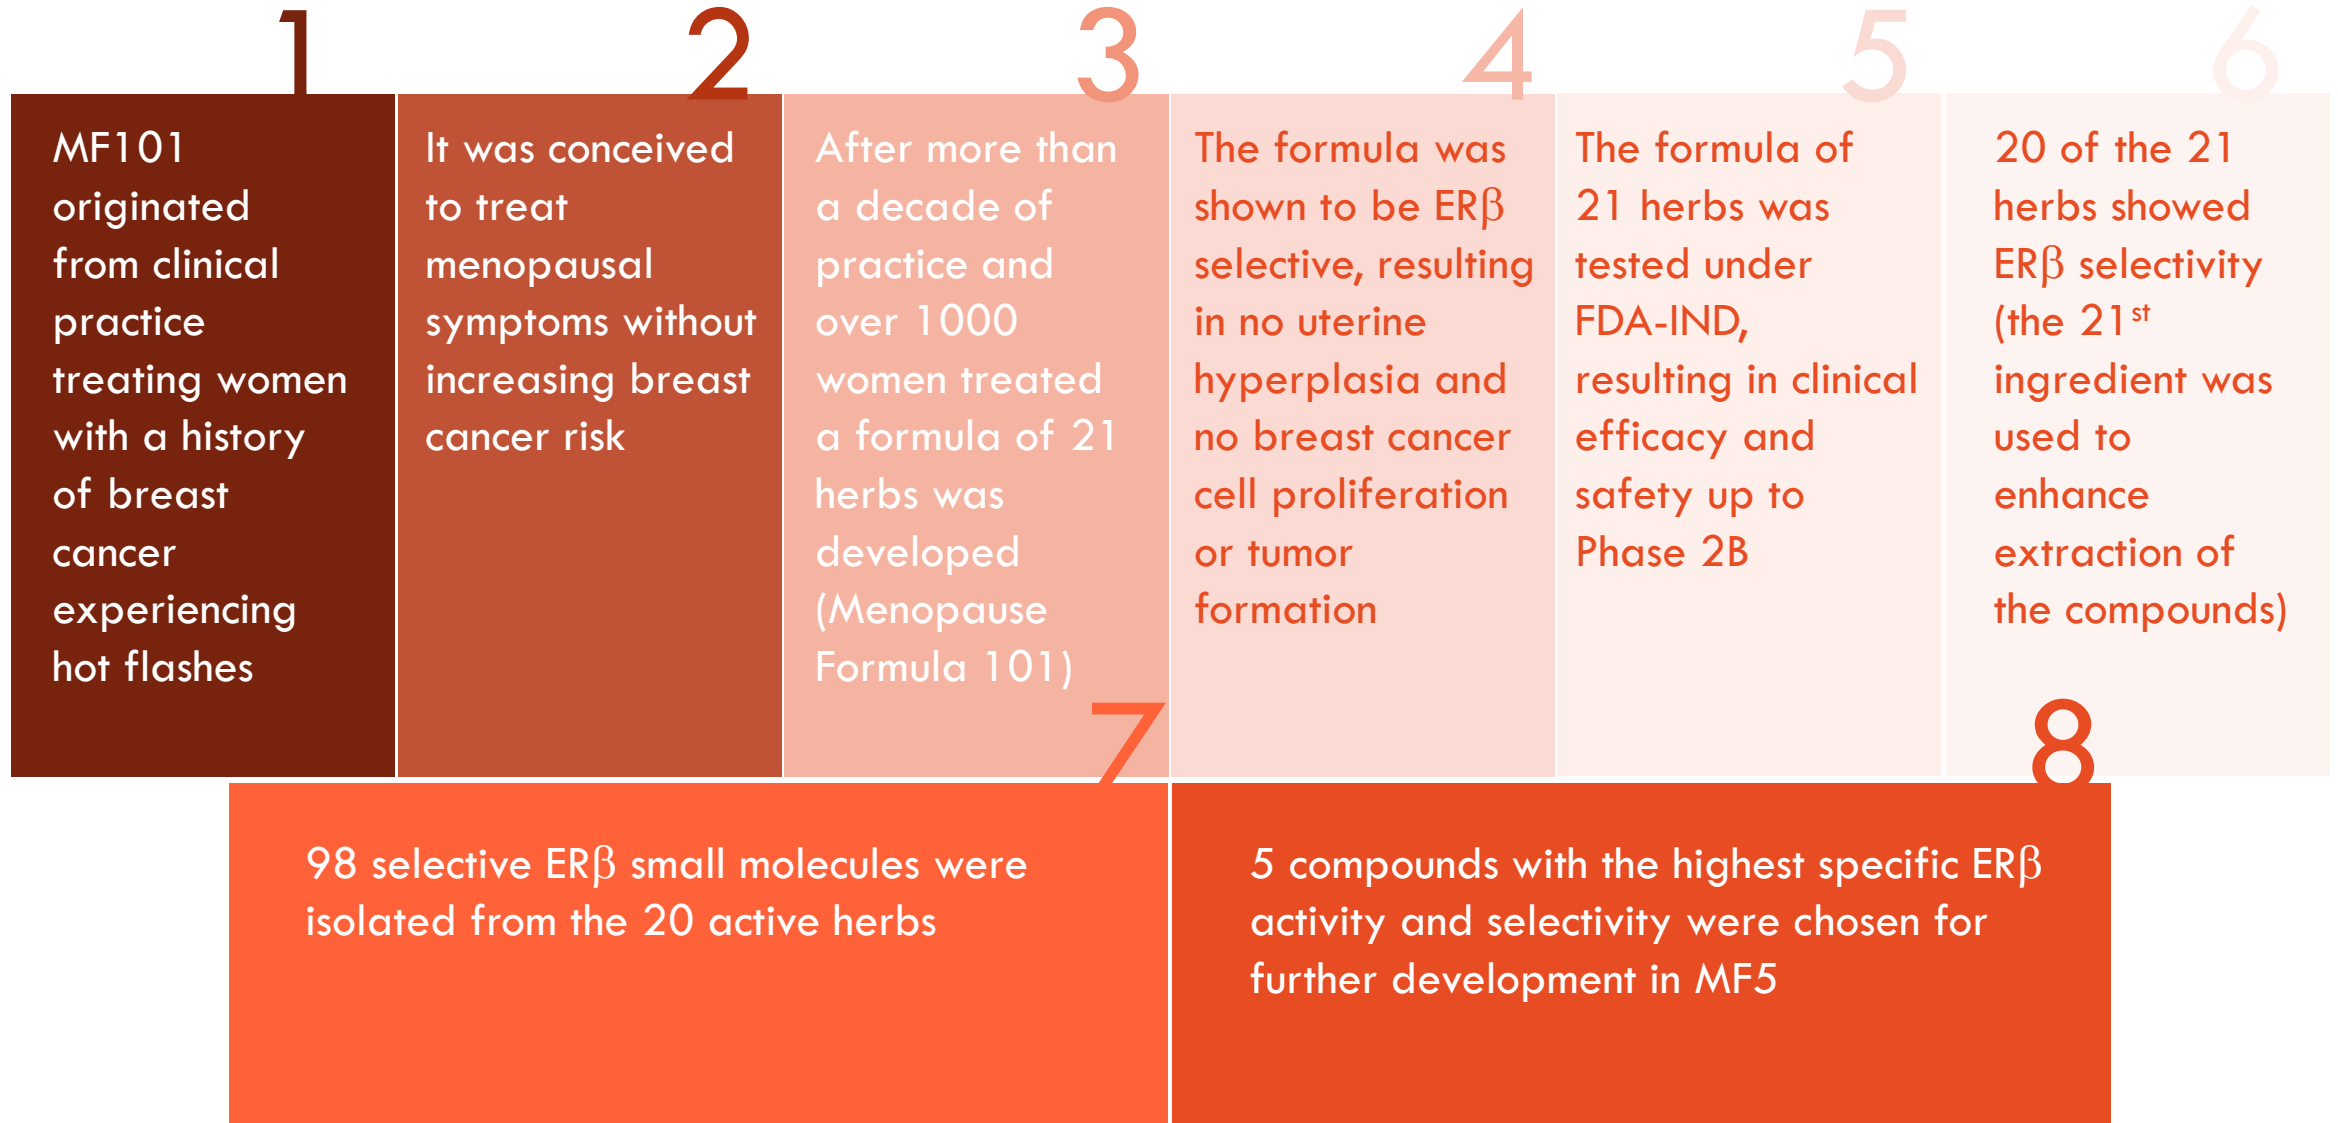 1
MF101
originated
from clinical
practice
treating women
with a history
of breast
cancer
experiencing
hot flashes
2
It was conceived
to treat
menopausal
symptoms without
increasing breast
cancer risk
3
After more than
a decade of
practice and
over 1000
women treated
a formula of 21
herbs was
developed
(Menopause
Formula 101)
4
The formula was
shown to be ERβ
selective, resulting
in no uterine
hyperplasia and
no breast cancer
cell proliferation
or tumor
formation
5
The formula of
21 herbs was
tested under
FDA-IND,
resulting in clinical
efficacy and
safety up to
Phase 2B
6
20 of the 21
herbs showed
ERβ selectivity
(the 21st
ingredient was
used to
enhance
extraction of
the compounds)
7
98 selective ERβ small molecules were
isolated from the 20 active herbs
8
5 compounds with the highest specific ERβ
activity and selectivity were chosen for
further development in MF5